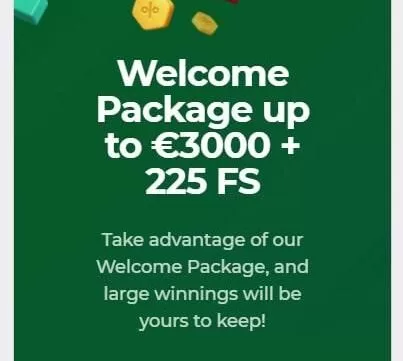 Welcome
Package up
to €3000 +
225 FS
Take advantage of our
Welcome Package, and
large winnings will be
yours to keep!